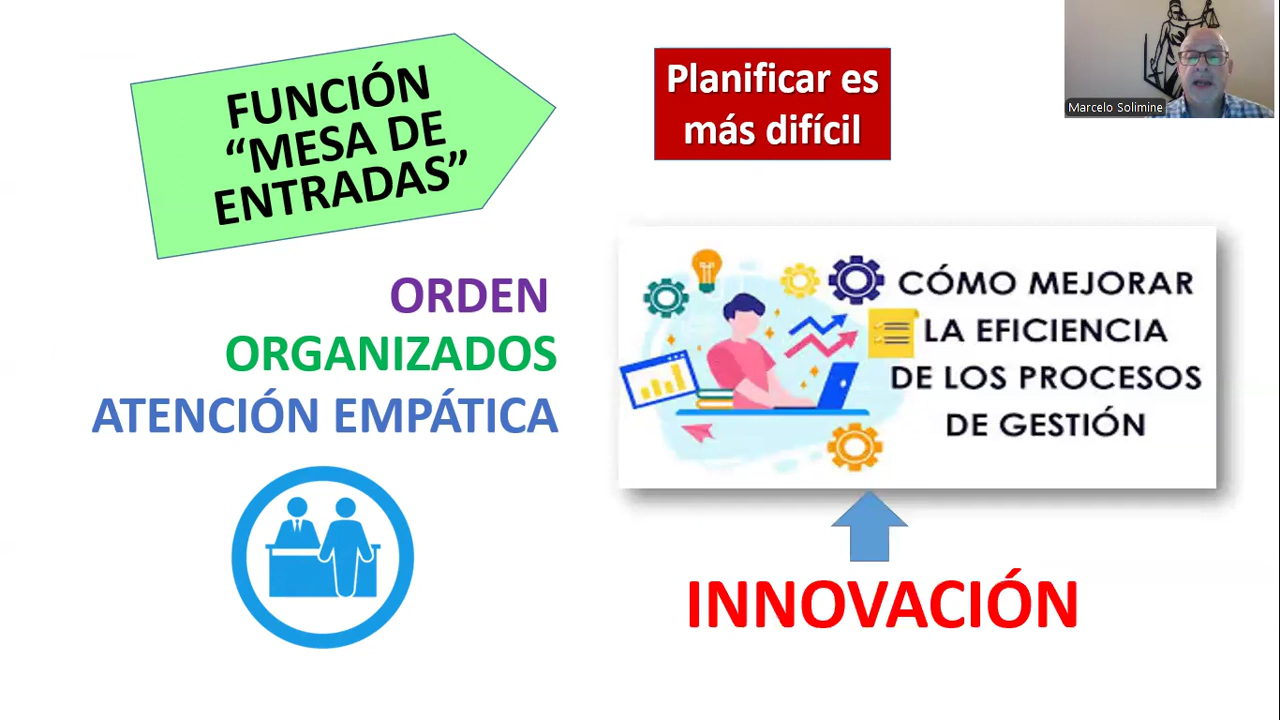 FUNCIÓN
“MESA DE
ENTRADAS”
Planificar es
más difícil
Marcelo Solimine
ORDEN
ORGANIZADOS
ATENCIÓN EMPÁTICA
CÓMO MEJORAR
LA EFICIENCIA
DE LOS PROCESOS
DE GESTIÓN
INNOVACIÓN